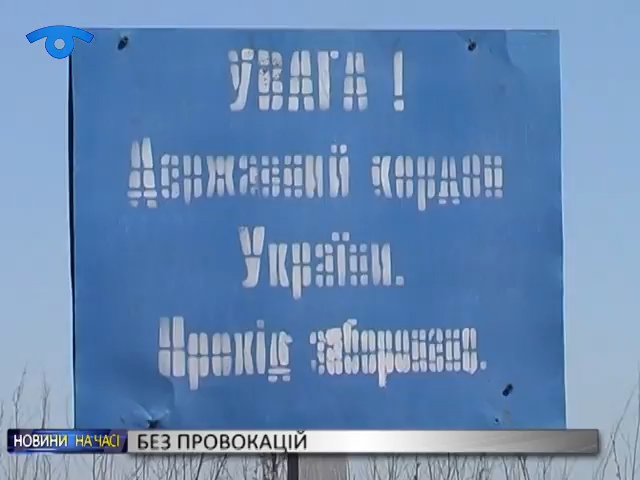 УВАГА !
Державний кордон
України.
Прохід заборонено.
НОВИНИ НА ЧАСІ
БЕЗ ПРОВОКАЦІЙ